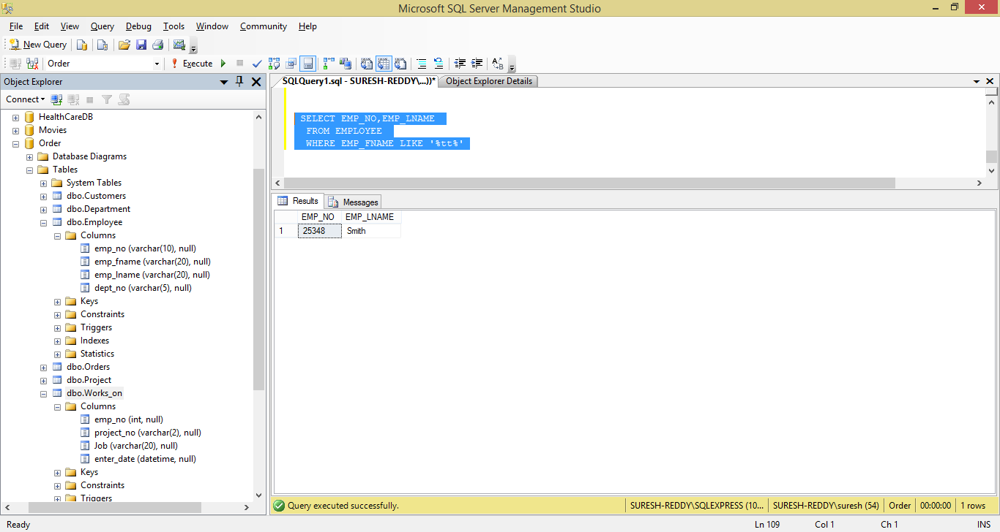 Microsoft SQL Server Management Studio
File Edit View Query Debug Tools Window Community Help
New Query
Order Execute
Object Explorer
Connect
HealthCareDB
Movies
Order
Database Diagrams
Tables
System Tables
dbo.Customers
dbo.Department
dbo.Employee
Columns
emp_no (varchar(10), null)
emp_fname (varchar(20), null)
emp_lname (varchar(20), null)
dept_no (varchar(5), null)
Keys
Constraints
Triggers
Indexes
Statistics
dbo.Orders
dbo.Project
dbo.Works_on
Columns
emp_no (int, null)
project_no (varchar(2), null)
Job (varchar(20), null)
enter_date (datetime, null)
Keys
Constraints
Triggers
SQLQuery1.sql - SURESH-REDDY\...))* Object Explorer Details
SELECT EMP_NO,EMP_LNAME
FROM EMPLOYEE
WHERE EMP_FNAME LIKE '%tt%'
Results Messages
EMP_NO EMP_LNAME
1 25348 Smith
Query executed successfully. SURESH-REDDY\SQLEXPRESS (10... SURESH-REDDY\suresh (54) Order 00:00:00 1 rows
Ready Ln 109 Col 1 Ch 1 INS